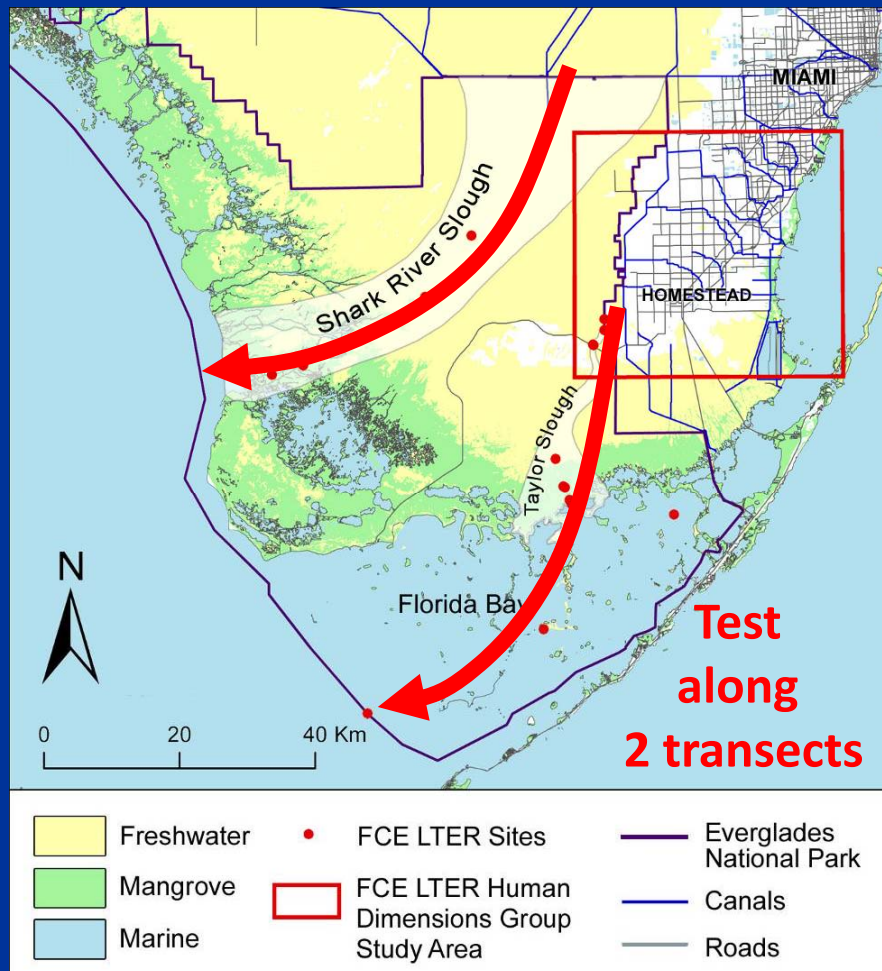 MIAMI
Shark River Slough
HOMESTEAD
Taylor Slough
N
Florida Bay
Test
along
2 transects
0 20 40 Km
Freshwater
Mangrove
Marine
FCE LTER Sites
FCE LTER Human
Dimensions Group
Study Area
Everglades
National Park
Canals
Roads